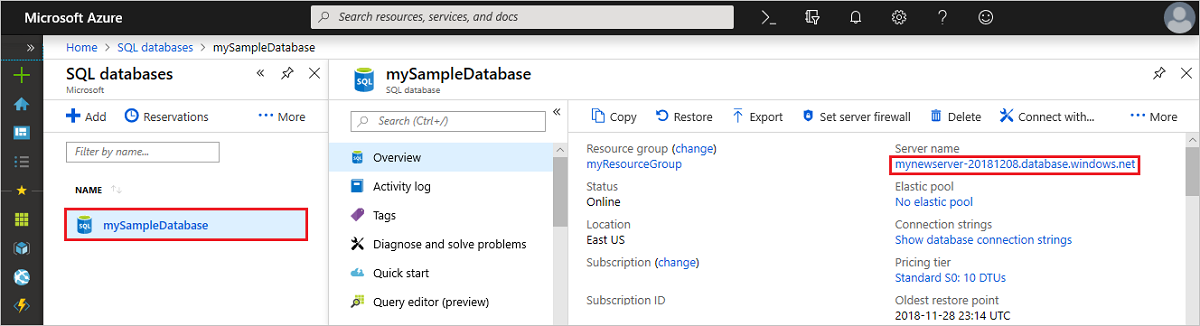 Microsoft Azure
Search resources, services, and docs
Home > SQL databases > mySampleDatabase
SQL databases
Microsoft
Add
Reservations
More
Filter by name...
NAME
SQL
mySampleDatabase
SQL
mySampleDatabase
SQL database
Search (Ctrl+/)
Overview
Activity log
Tags
Diagnose and solve problems
Quick start
Query editor (preview)
Copy
Restore
Export
Set server firewall
Delete
Connect with...
More
Resource group (change)
myResourceGroup
Status
Online
Location
East US
Subscription (change)
Subscription ID
Server name
mynewserver-20181208.database.windows.net
Elastic pool
No elastic pool
Connection strings
Show database connection strings
Pricing tier
Standard S0: 10 DTUs
Oldest restore point
2018-11-28 23:14 UTC